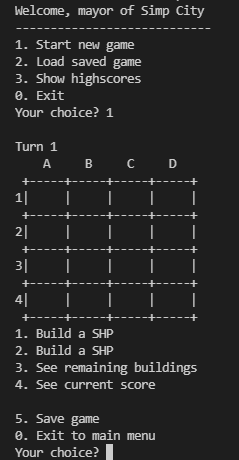 Welcome, mayor of Simp City
---------------------------
1. Start new game
2. Load saved game
3. Show highscores
0. Exit
Your choice? 1

Turn 1
    A     B     C     D
 +-----+-----+-----+-----+
1|     |     |     |     |
 +-----+-----+-----+-----+
2|     |     |     |     |
 +-----+-----+-----+-----+
3|     |     |     |     |
 +-----+-----+-----+-----+
4|     |     |     |     |
 +-----+-----+-----+-----+
1. Build a SHP
2. Build a SHP
3. See remaining buildings
4. See current score

5. Save game
0. Exit to main menu
Your choice?